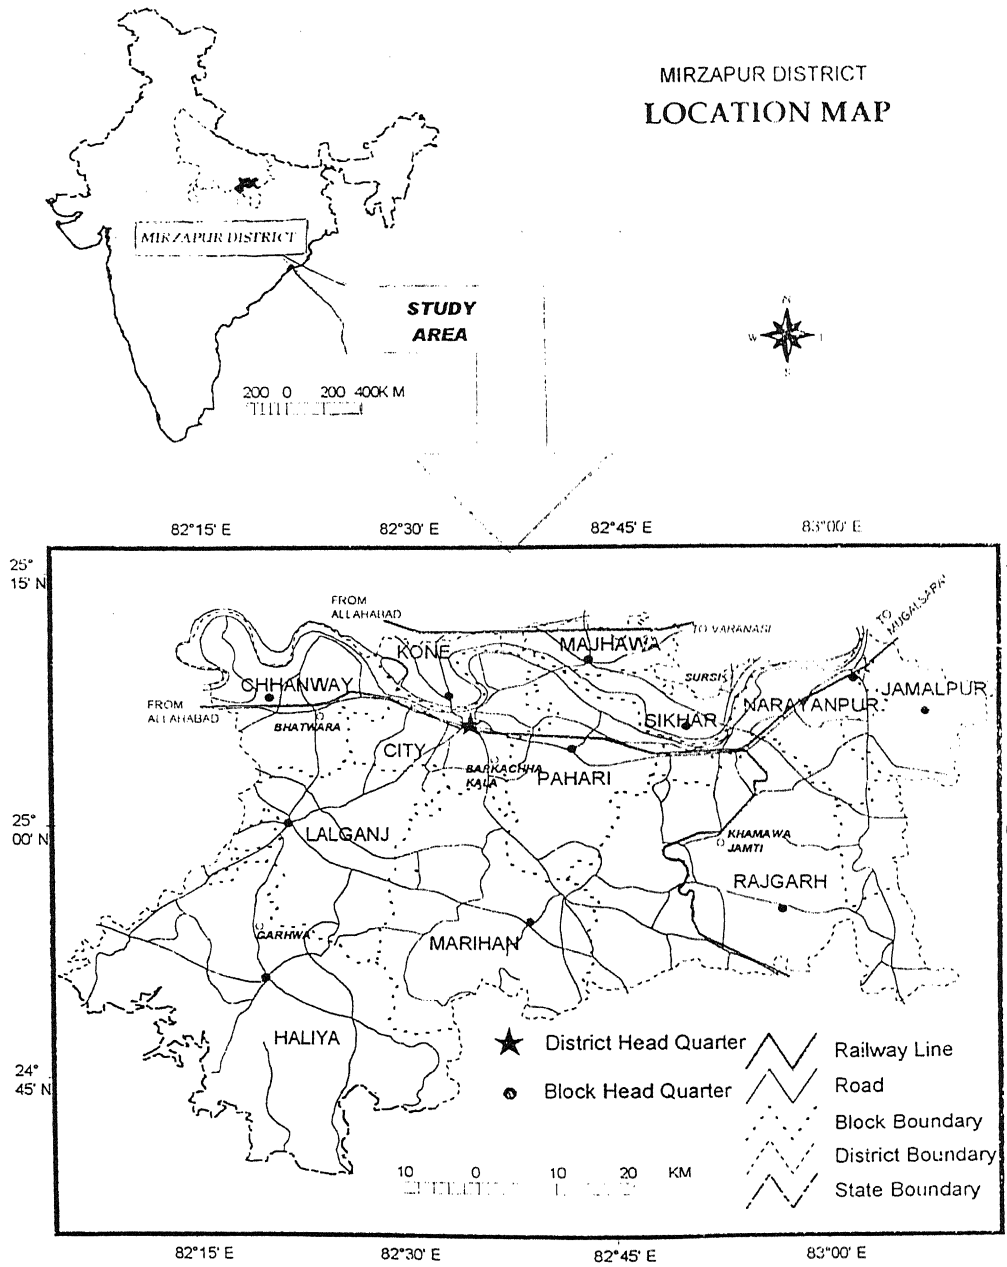 MIRZAPUR DISTRICT
LOCATION MAP
MIRZAPUR DISTRICT
STUDY
AREA
N
W
S
200 0 200 400K M
82°15' E 82°30' E 82°45' E 83°00' E
25°
15' N
FROM
ALLAHABAD
TO VARANASI
TO
MUGALSARAI
KONE
MAJHAWA
CHHANWAY
SURSI
JAMALPUR
FROM
ALLAHABAD
NARAYANPUR
SIKHAR
BHATWARA
CITY
BARKACHHA
KALA
PAHARI
25°
00' N
LALGANJ
KHAMAWA
JAMTI
RAJGARH
GARHWA
MARIHAN
HALIYA
24°
45' N
District Head Quarter
Block Head Quarter
Railway Line
Road
Block Boundary
District Boundary
State Boundary
10 0 10 20 KM
82°15' E 82°30' E 82°45' E 83°00' E